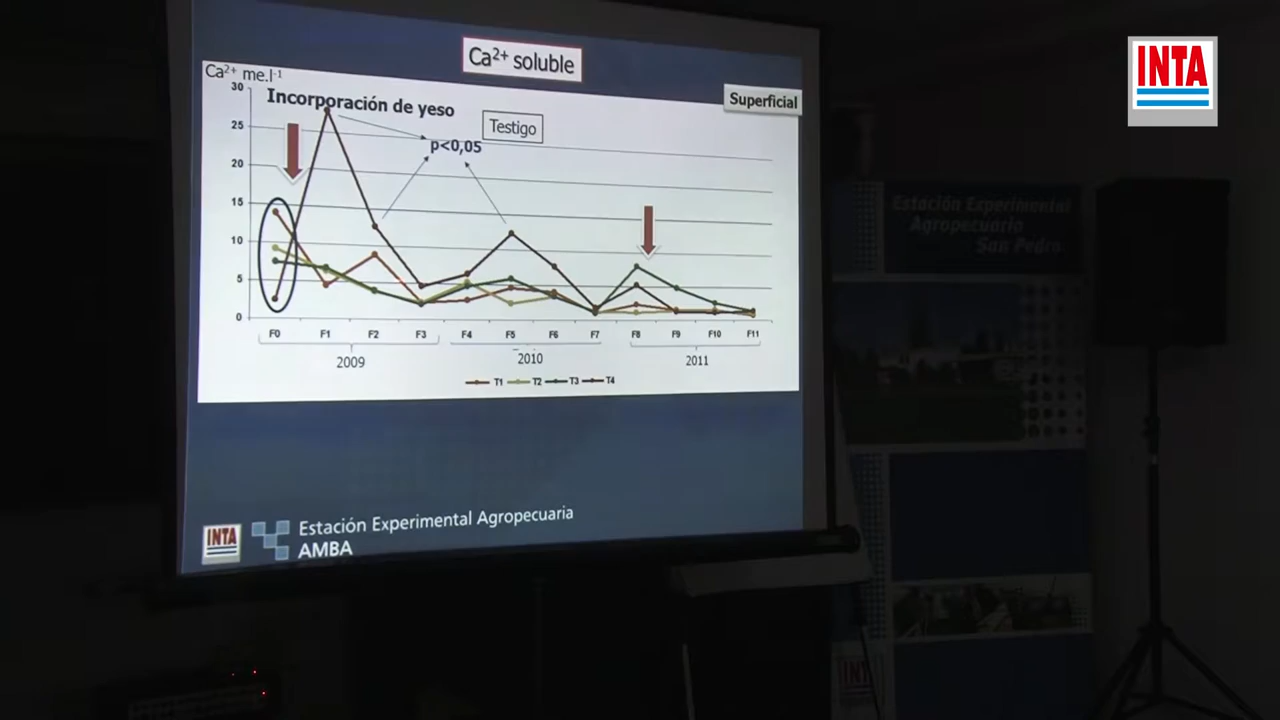 INTA
Ca²⁺ soluble
Ca²⁺ me.l⁻¹
Superficial
Incorporación de yeso
Testigo
p<0,05
30
25
20
15
10
5
0
F0 F1 F2 F3 F4 F5 F6 F7 F8 F9 F10 F11
2009 2010 2011
T1 T2 T3 T4
INTA
Estación Experimental Agropecuaria
AMBA
Estación Experimental
Agropecuaria
San Pedro
INTA